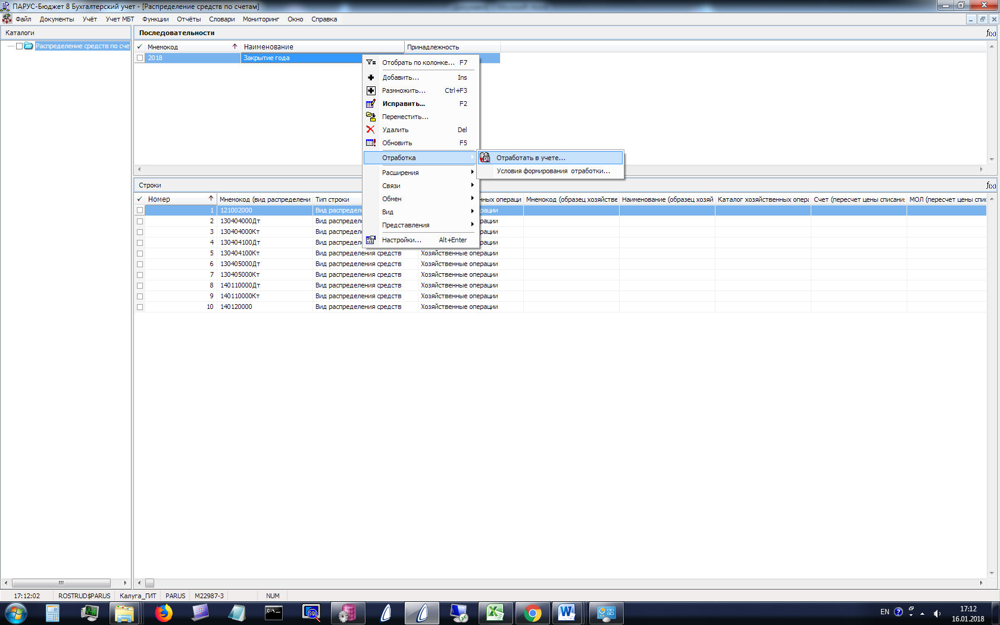 ПАРУС-Бюджет 8 Бухгалтерский учет - [Распределение средств по счетам]
Файл Документы Учёт Учет МБТ Функции Отчёты Словари Мониторинг Окно Справка
Каталоги
Распределение средств по сче
Последовательности
f(x)
✓ Мнемокод Наименование Принадлежность
2018 Закрытие года
Отобрать по колонке... F7
Добавить... Ins
Размножить... Ctrl+F3
Исправить... F2
Переместить...
Удалить Del
Обновить F5
Отработка
Расширения
Связи
Обмен
Вид
Представления
Настройки... Alt+Enter
Отработать в учете...
Условия формирования отработки...
Строки
f(x)
✓ Номер Мнемокод (вид распределени Тип строки нных операци Мнемокод (образец хозяйстве Наименование (образец хозяй Каталог хозяйственных опера Счет (пересчет цены списани МОЛ (пересчет цены спис
1 121002000 Вид распредел рации
2 130404000Дт Вид распредел рации
3 130404000Кт Вид распредел рации
4 130404100Дт Вид распредел рации
5 130404100Кт Вид распределения средств Хозяйственные операции
6 130405000Дт Вид распределения средств Хозяйственные операции
7 130405000Кт Вид распределения средств Хозяйственные операции
8 140110000Дт Вид распределения средств Хозяйственные операции
9 140110000Кт Вид распределения средств Хозяйственные операции
10 140120000 Вид распределения средств Хозяйственные операции
17:12:02 ROSTRUD$PARUS Калуга_ГИТ PARUS M22987-3 NUM
C:\_
SQL
EN
17:12
16.01.2018